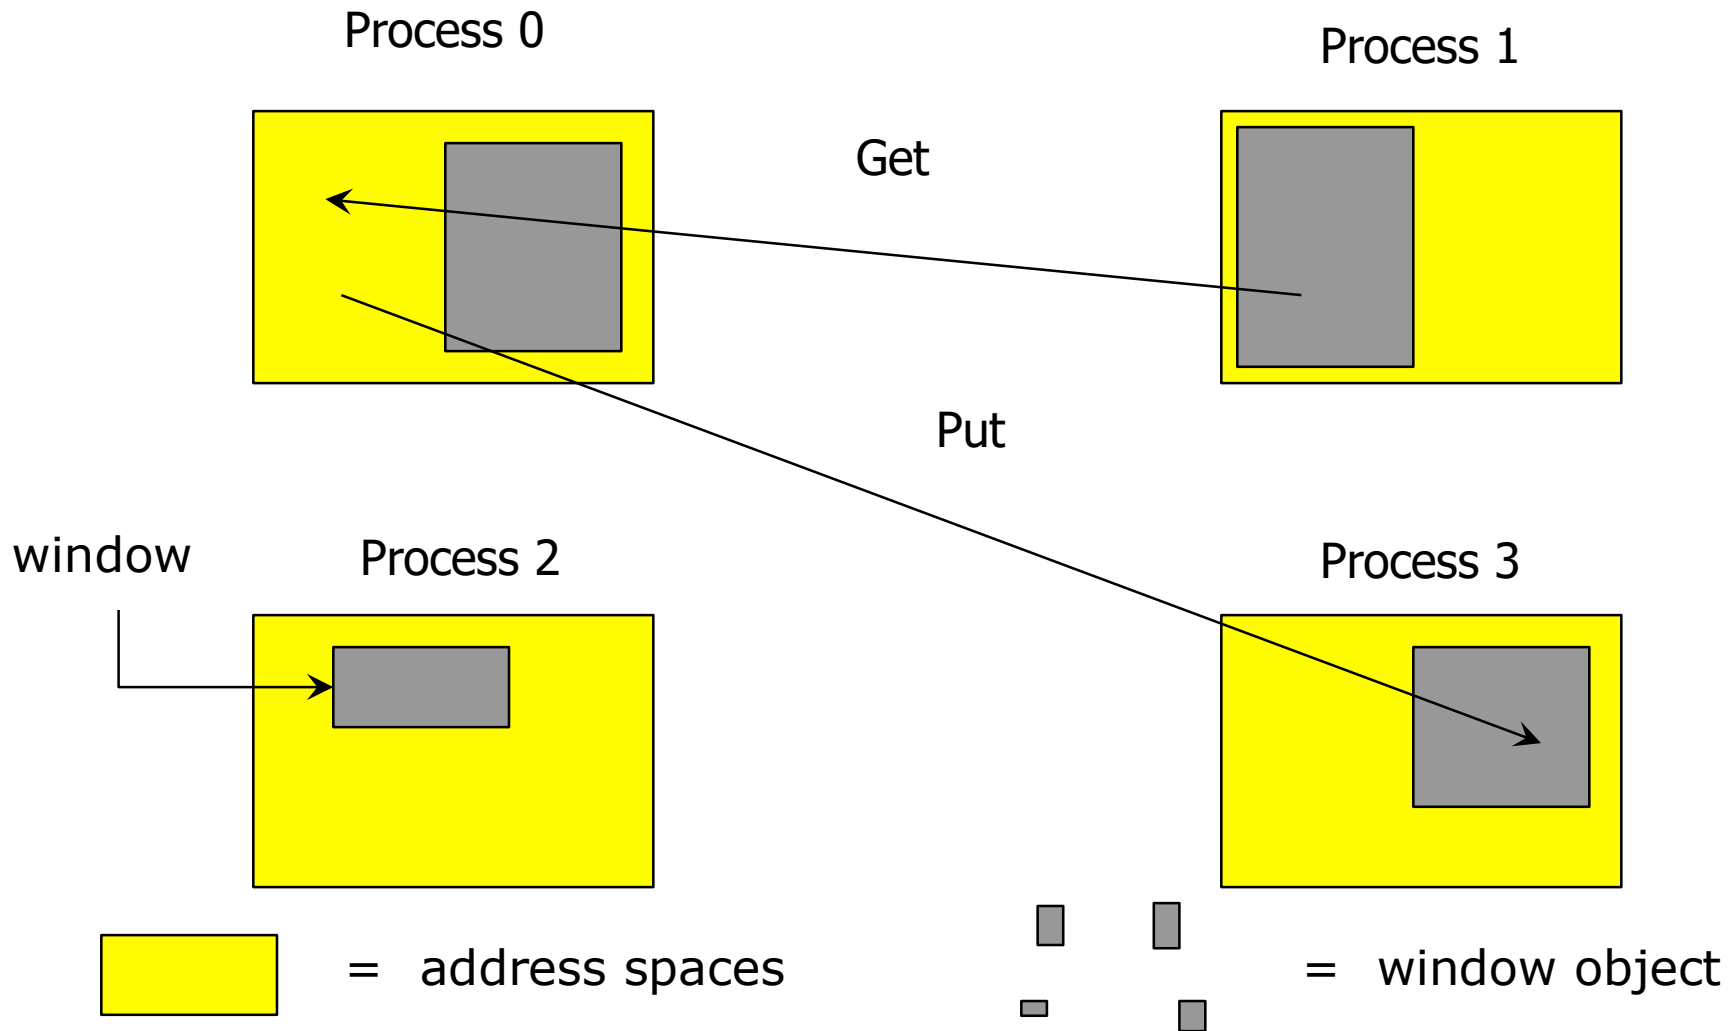 Process 0
Process 1
Get
Put
window
Process 2
Process 3
= address spaces
= window object